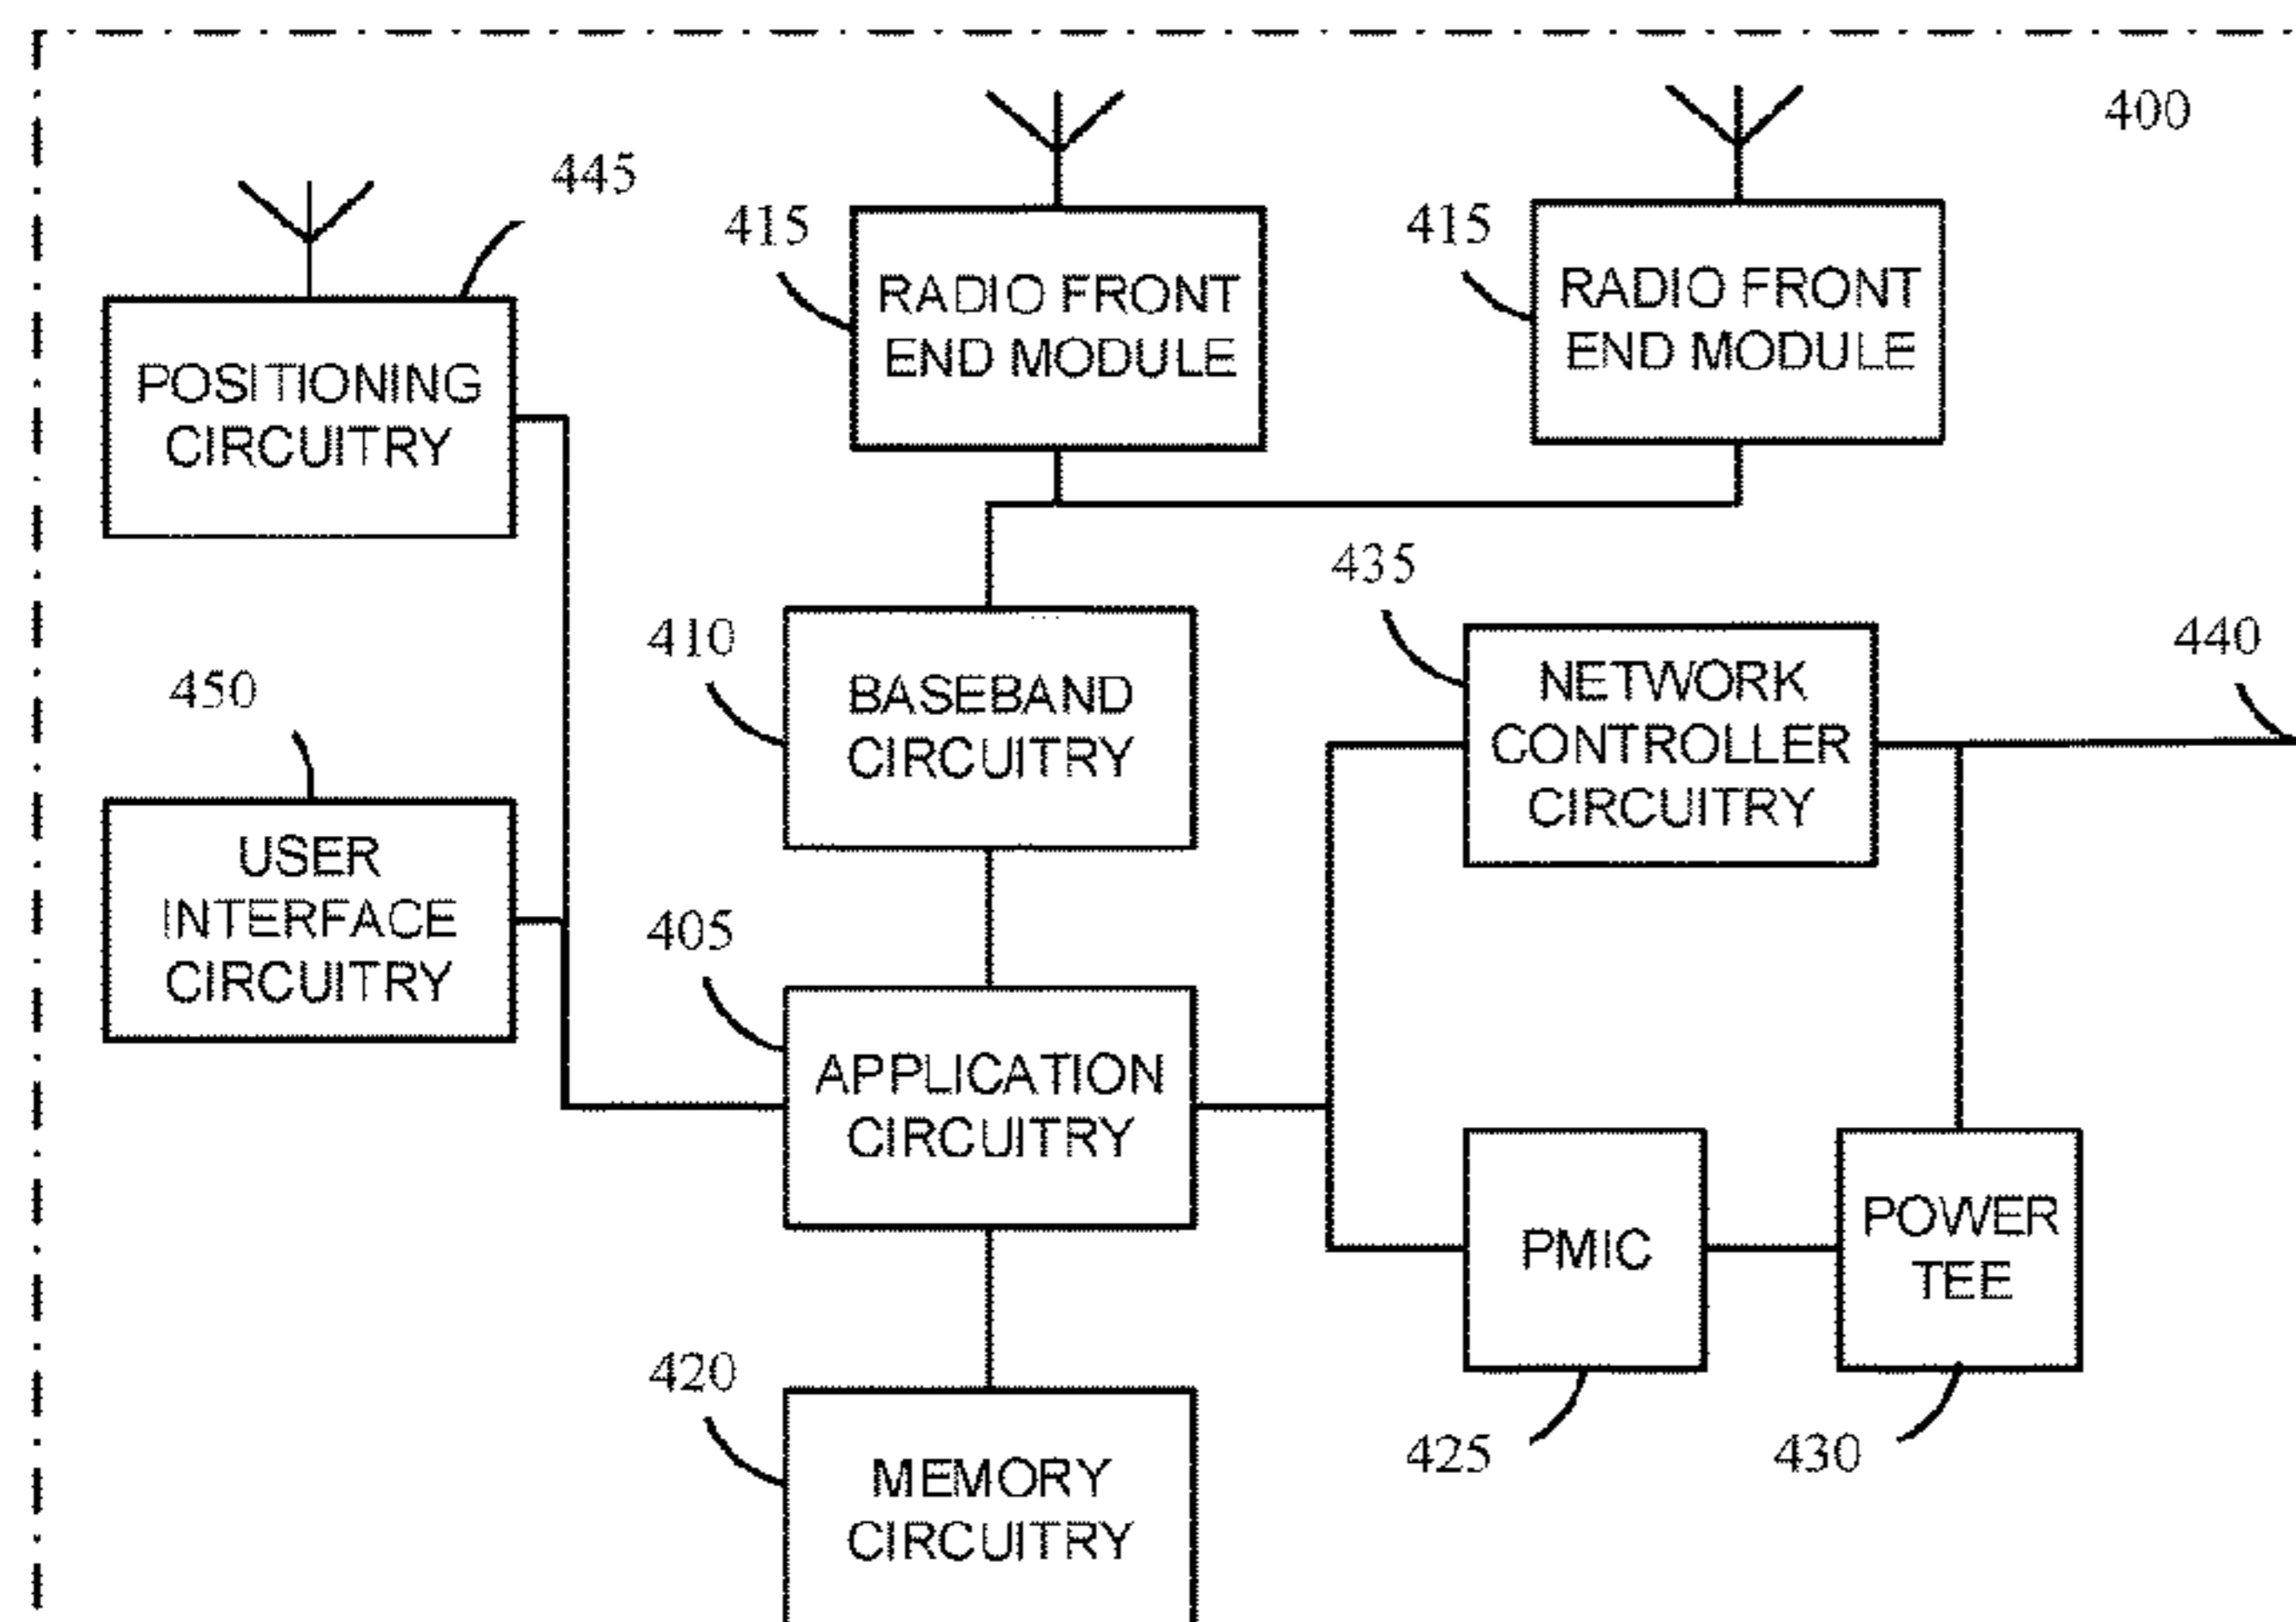 400
445
415
RADIO FRONT
END MODULE
415
RADIO FRONT
END MODULE
POSITIONING
CIRCUITRY
435
NETWORK
CONTROLLER
CIRCUITRY
440
410
BASEBAND
CIRCUITRY
450
USER
INTERFACE
CIRCUITRY
405
APPLICATION
CIRCUITRY
PMIC
POWER
TEE
425
430
420
MEMORY
CIRCUITRY